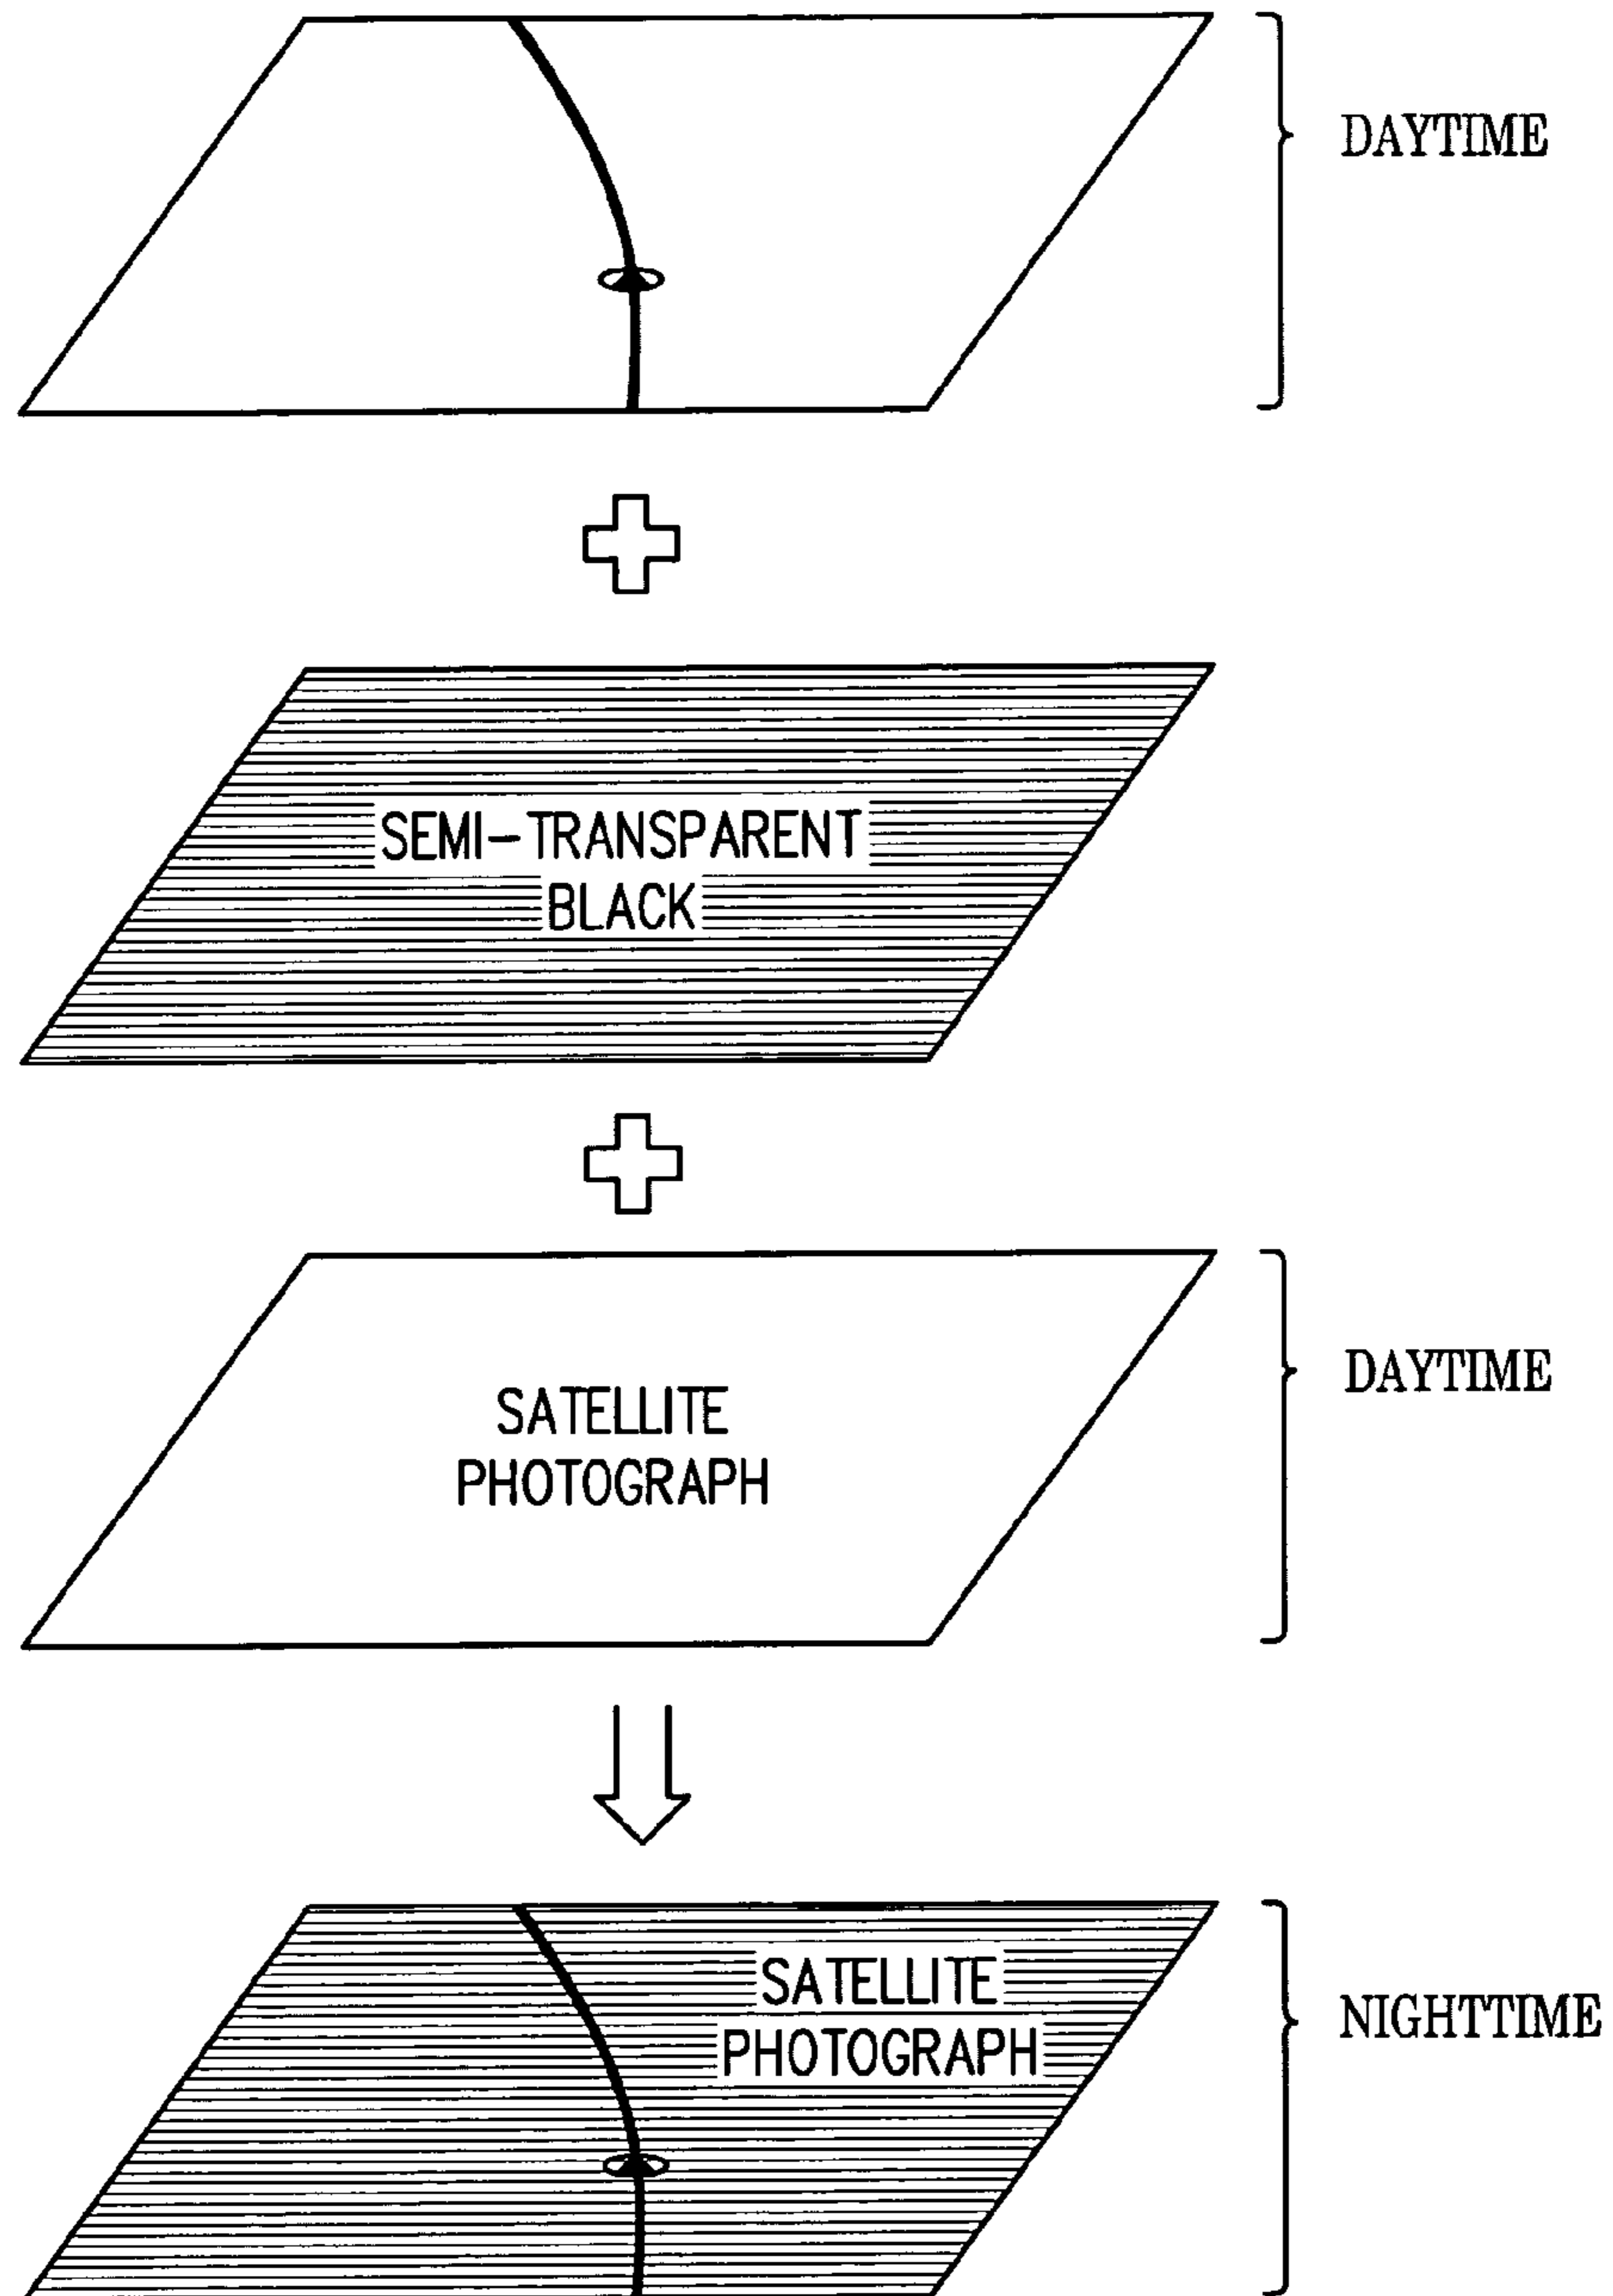 DAYTIME
SEMI-TRANSPARENT
BLACK
SATELLITE
PHOTOGRAPH
DAYTIME
SATELLITE
PHOTOGRAPH
NIGHTTIME